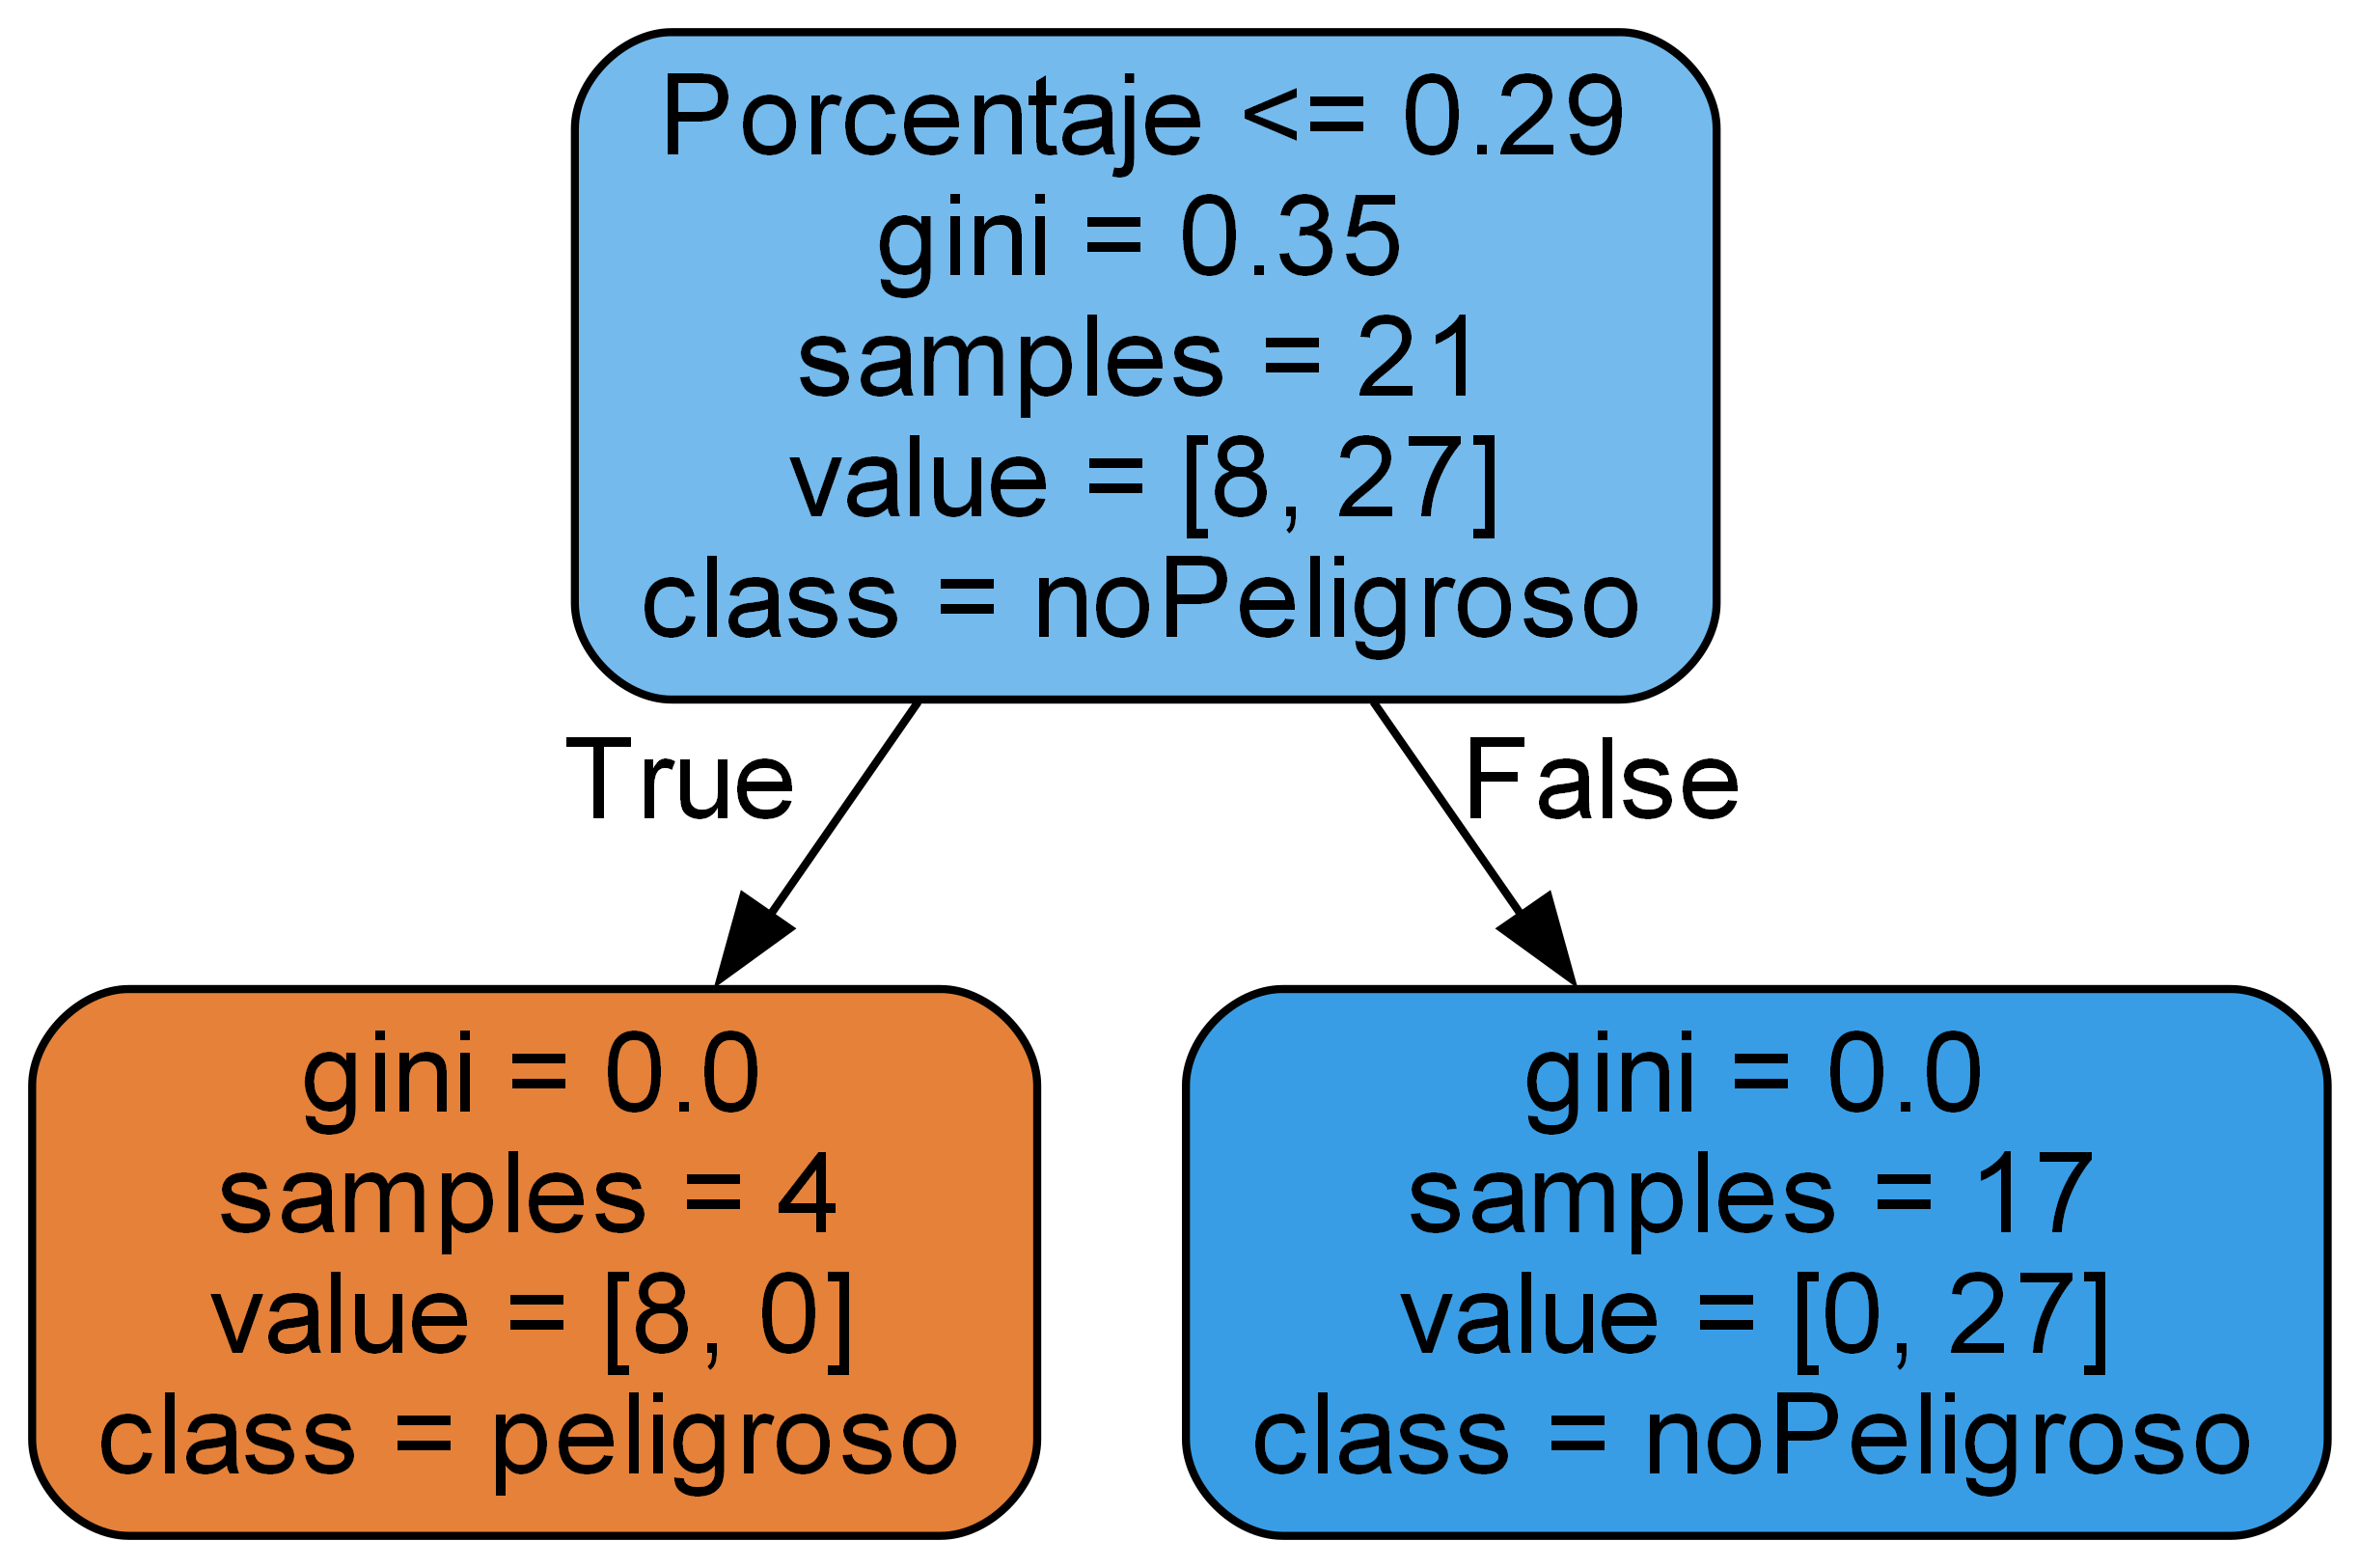 Porcentaje <= 0.29
gini = 0.35
samples = 21
value = [8, 27]
class = noPeligroso
True
False
gini = 0.0
samples = 4
value = [8, 0]
class = peligroso
gini = 0.0
samples = 17
value = [0, 27]
class = noPeligroso